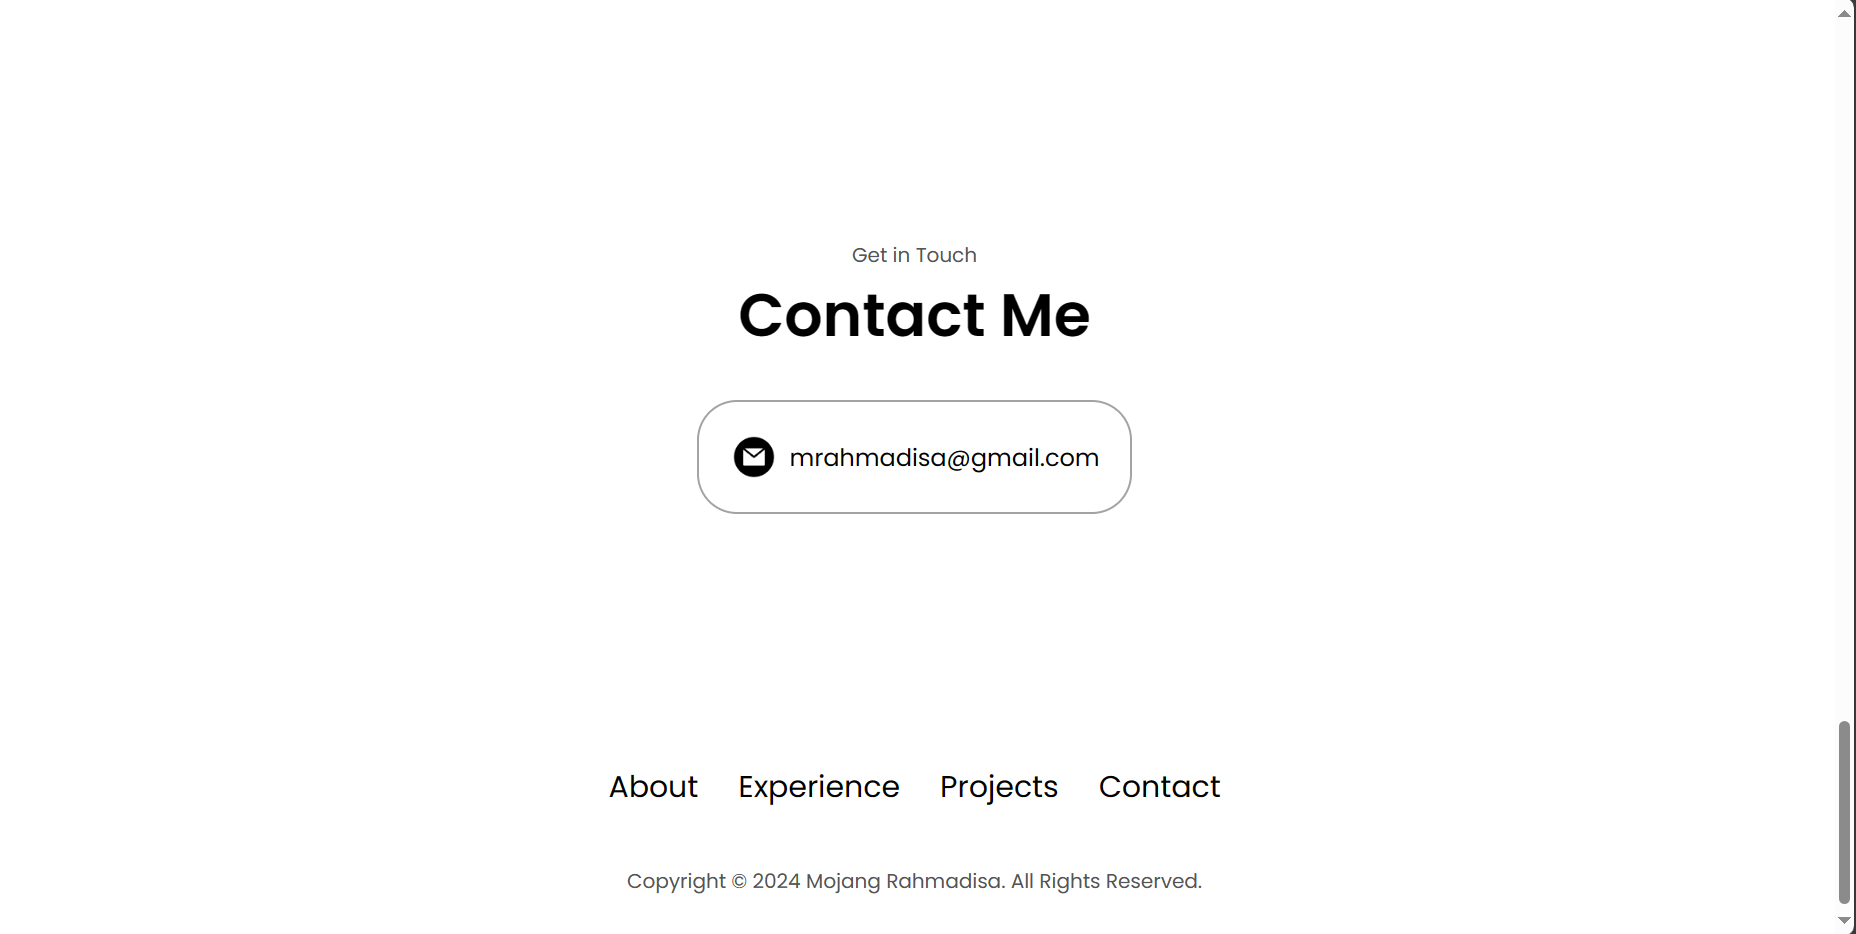 Get in Touch
Contact Me
mrahmadisa@gmail.com
About Experience Projects Contact
Copyright © 2024 Mojang Rahmadisa. All Rights Reserved.